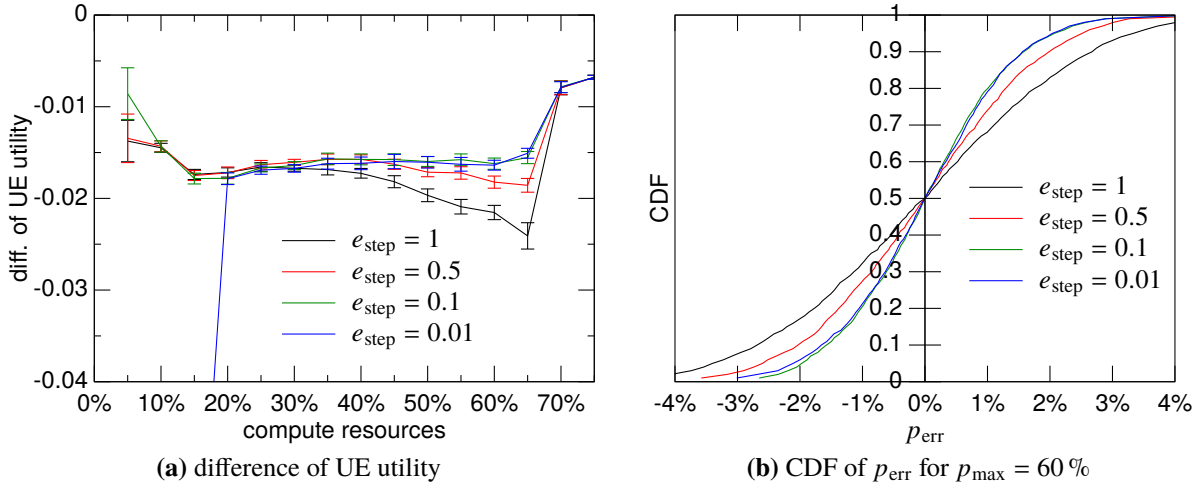 -0.01
-0.02
-0.03
-0.04
diff. of UE utility
0% 10% 20% 30% 40% 50% 60% 70%
compute resources
e_step = 1
e_step = 0.5
e_step = 0.1
e_step = 0.01
(a) difference of UE utility
1
0.9
0.8
0.7
0.6
0.5
0.4
0.3
0.2
0.1
0
CDF
-4% -3% -2% -1% 0% 1% 2% 3% 4%
p_err
e_step = 1
e_step = 0.5
e_step = 0.1
e_step = 0.01
(b) CDF of p_err for p_max = 60 %